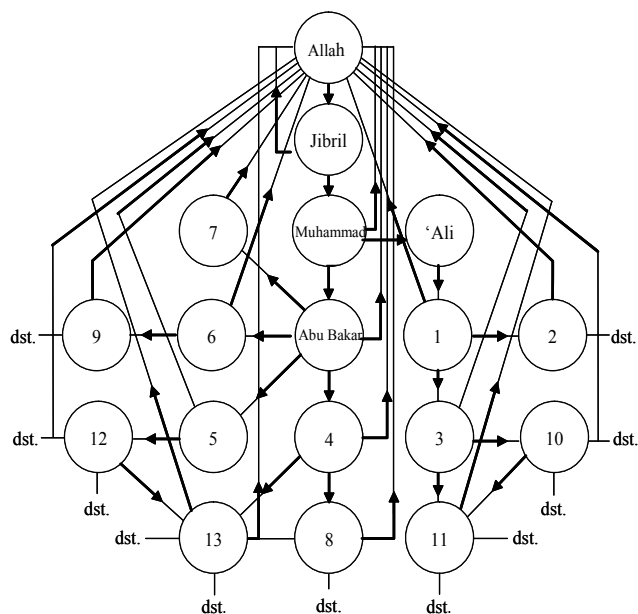 Allah
Jibril
7 Muhammad ‘Ali
dst. 9 6 Abu Bakar 1 2 dst.
dst. 12 5 4 3 10 dst.
dst. dst.
dst. 13 8 11 dst.
dst. dst. dst.